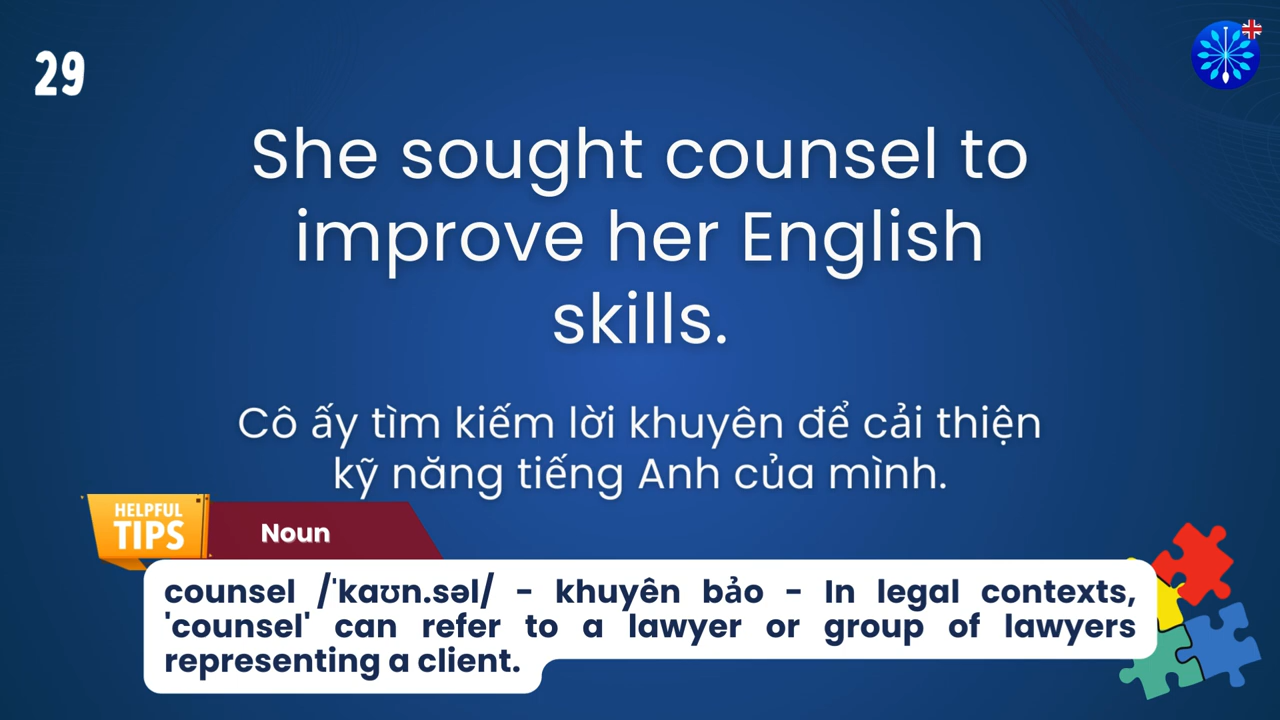 29
She sought counsel to
improve her English
skills.
Cô ấy tìm kiếm lời khuyên để cải thiện
kỹ năng tiếng Anh của mình.
HELPFUL
TIPS
Noun
counsel /ˈkaʊn.səl/ - khuyên bảo - In legal contexts,
'counsel' can refer to a lawyer or group of lawyers
representing a client.